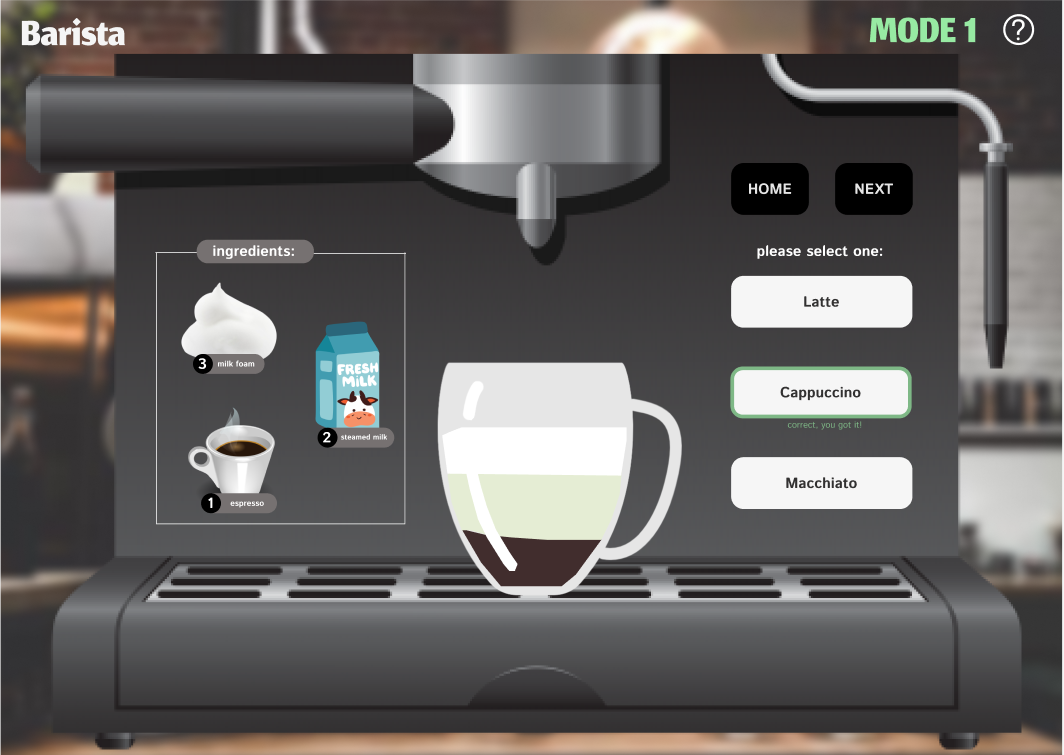 Barista
MODE 1
?
HOME
NEXT
ingredients:
please select one:
Latte
3 milk foam
FRESH
MiLK
Cappuccino
correct, you got it!
2 steamed milk
Macchiato
1 espresso